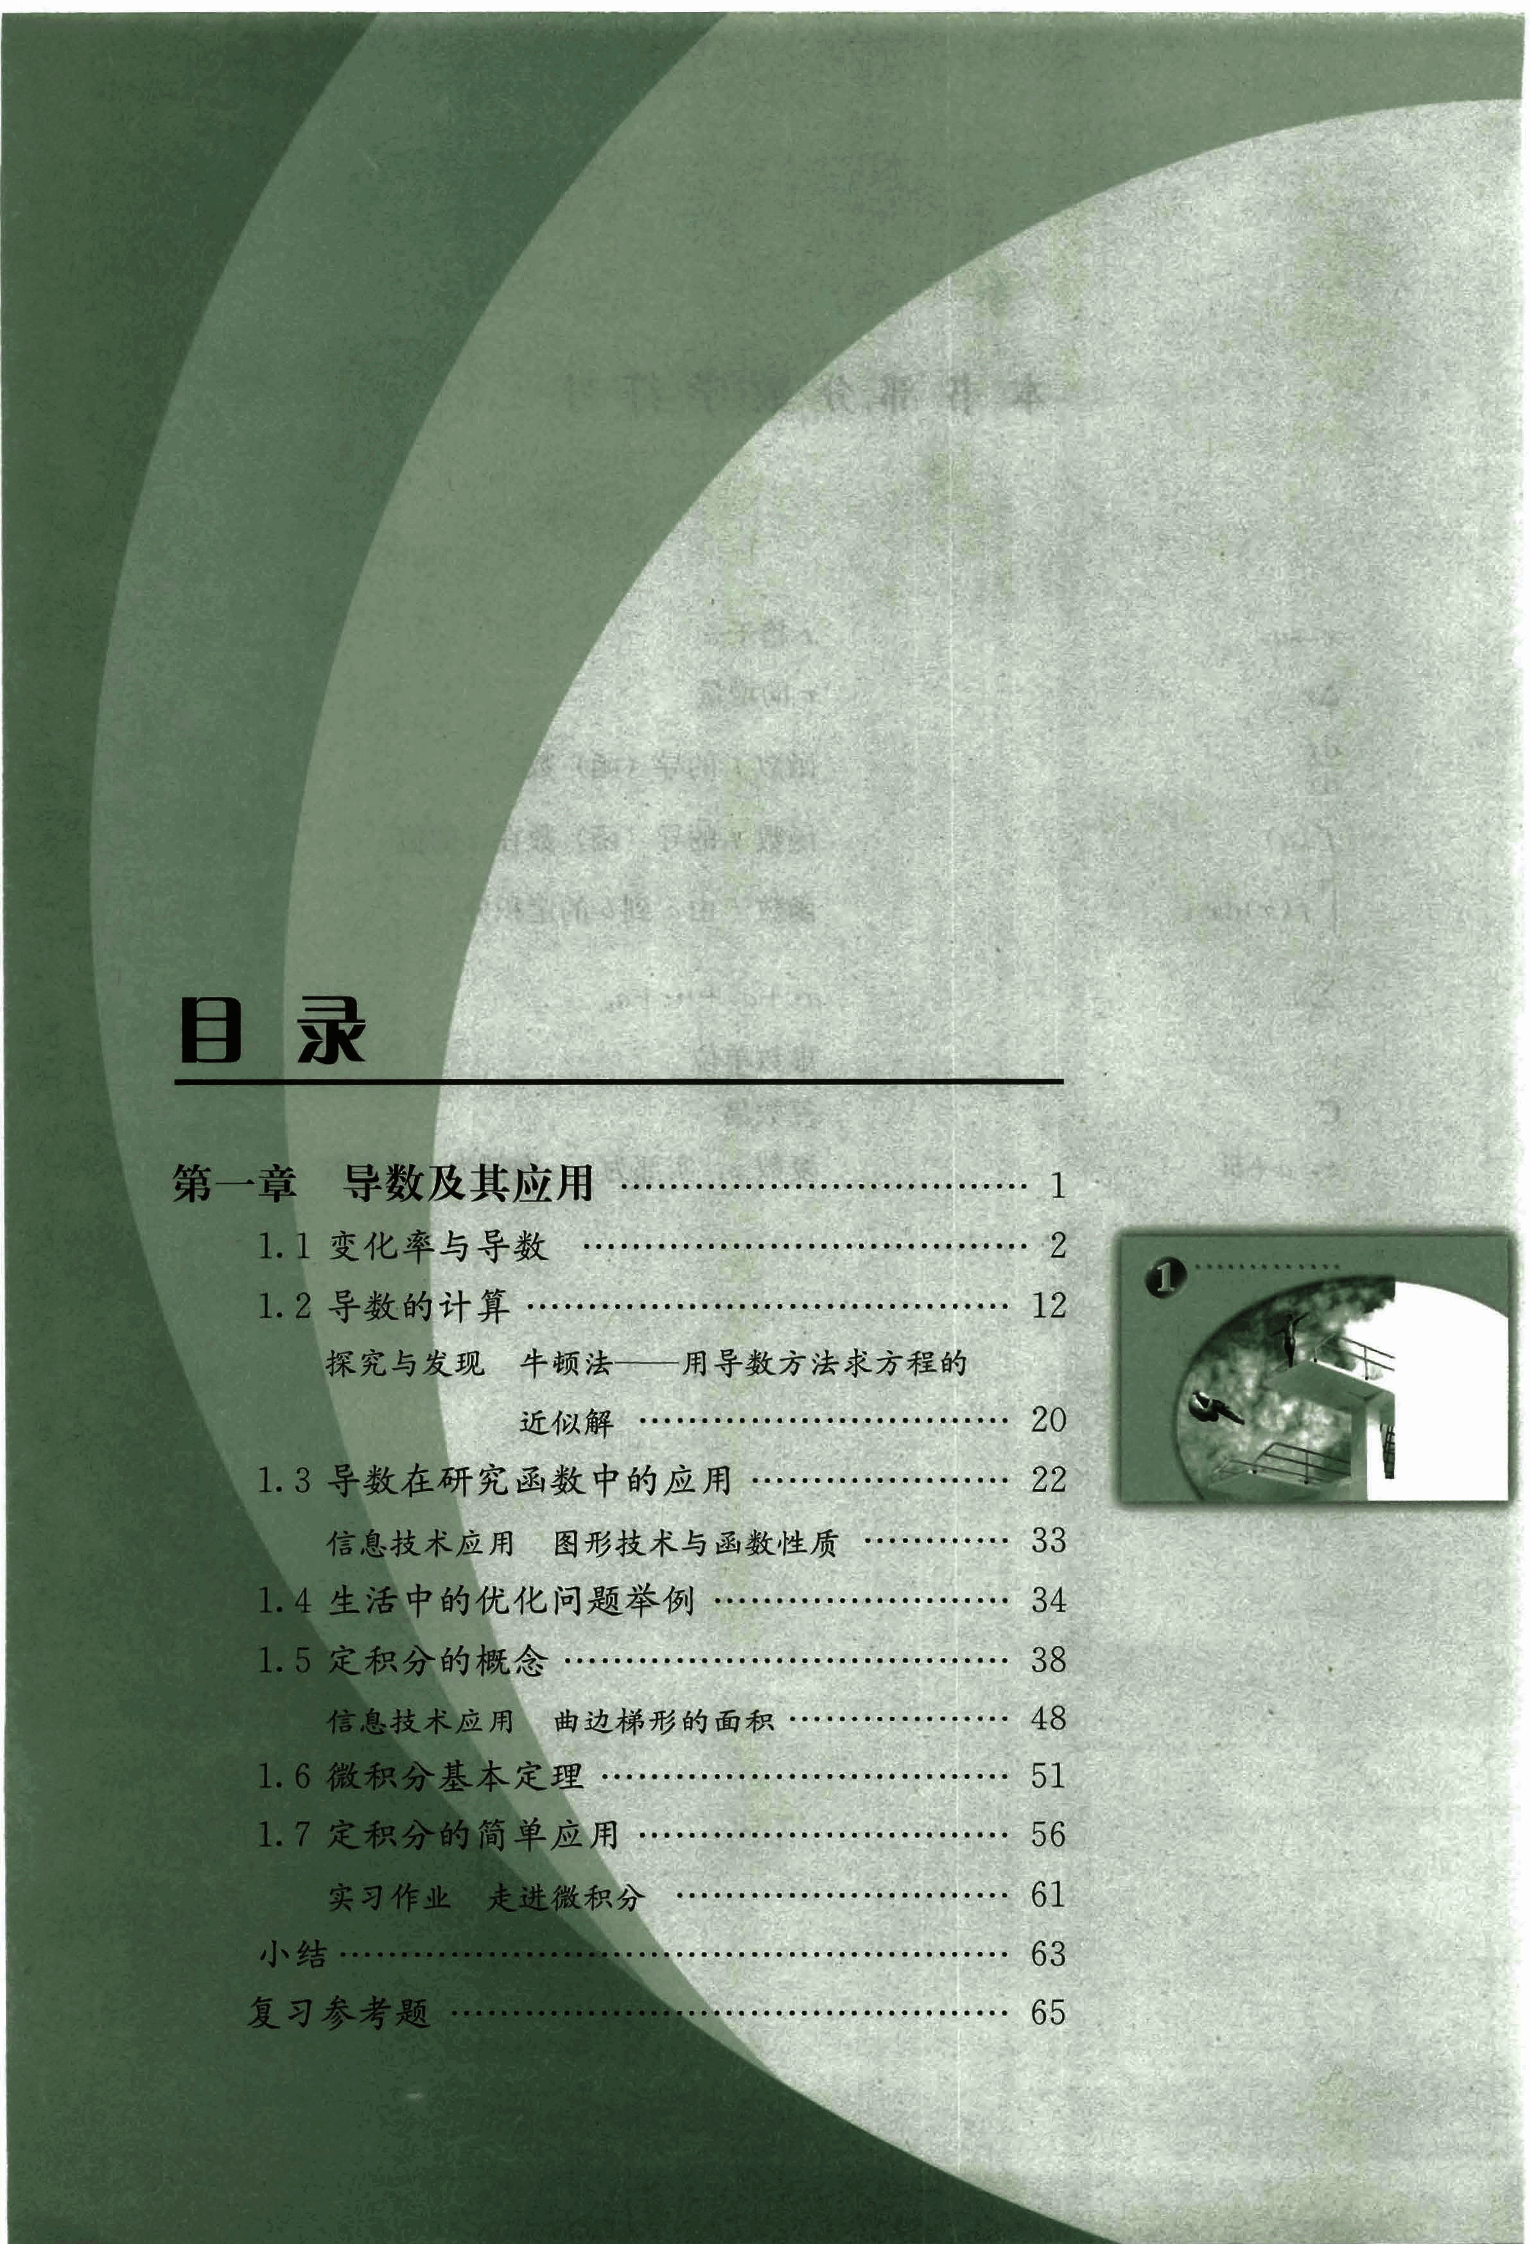 目录
第一章 导数及其应用 ……………………………… 1
1.1 变化率与导数 ……………………………… 2
1.2 导数的计算 ……………………………… 12
探究与发现 牛顿法——用导数方法求方程的
近似解 ……………………………… 20
1.3 导数在研究函数中的应用 ……………………………… 22
信息技术应用 图形技术与函数性质 ………… 33
1.4 生活中的优化问题举例 ……………………… 34
1.5 定积分的概念 ……………………………… 38
信息技术应用 曲边梯形的面积 ……………… 48
1.6 微积分基本定理 ……………………………… 51
1.7 定积分的简单应用 ……………………………… 56
实习作业 走进微积分 ……………………… 61
小结 ……………………………… 63
复习参考题 ……………………………… 65
1 ……………